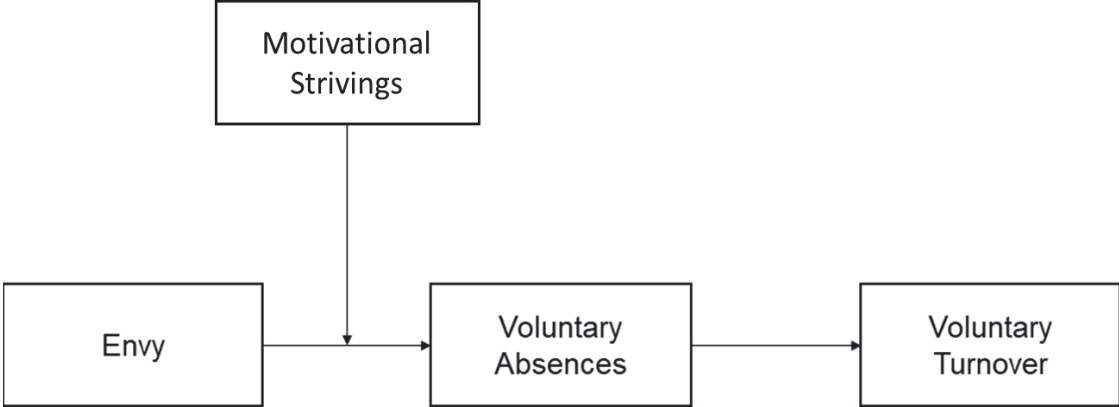 Motivational
Strivings
Envy
Voluntary
Absences
Voluntary
Turnover